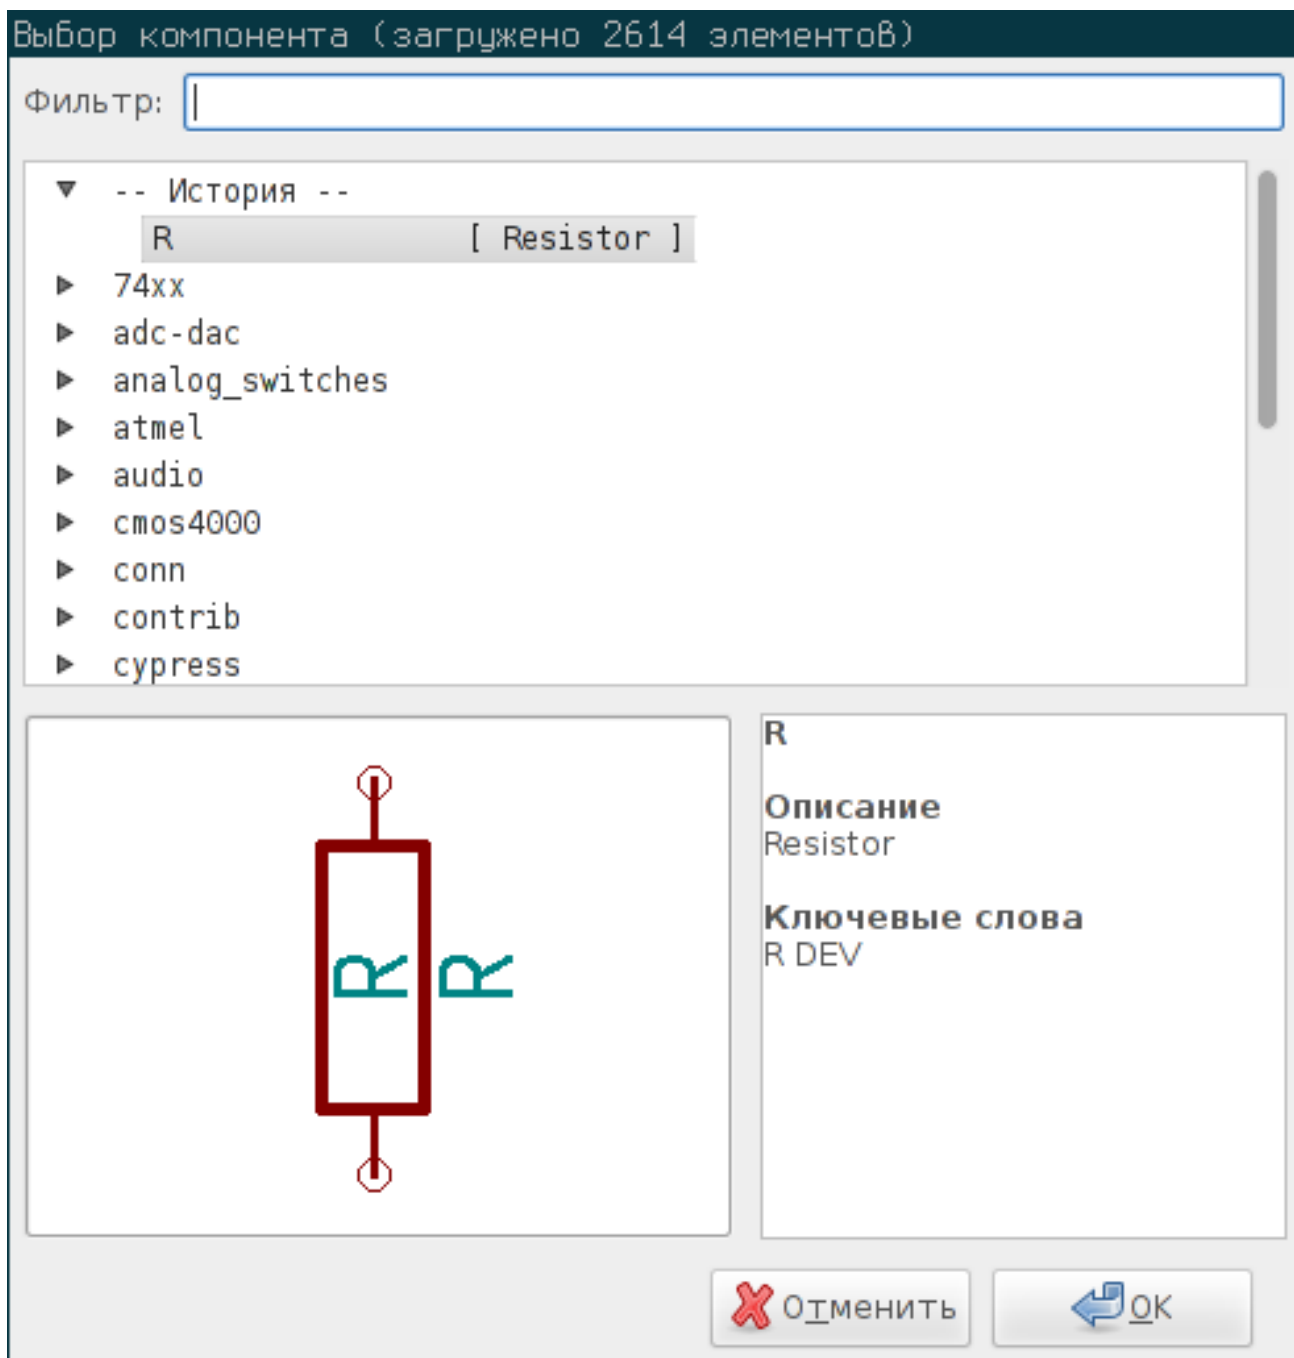 Выбор компонента (загружено 2614 элементов)
Фильтр:
-- История --
R [ Resistor ]
74xx
adc-dac
analog_switches
atmel
audio
cmos4000
conn
contrib
cypress
R
Описание
Resistor
Ключевые слова
R DEV
R R
Отменить OK